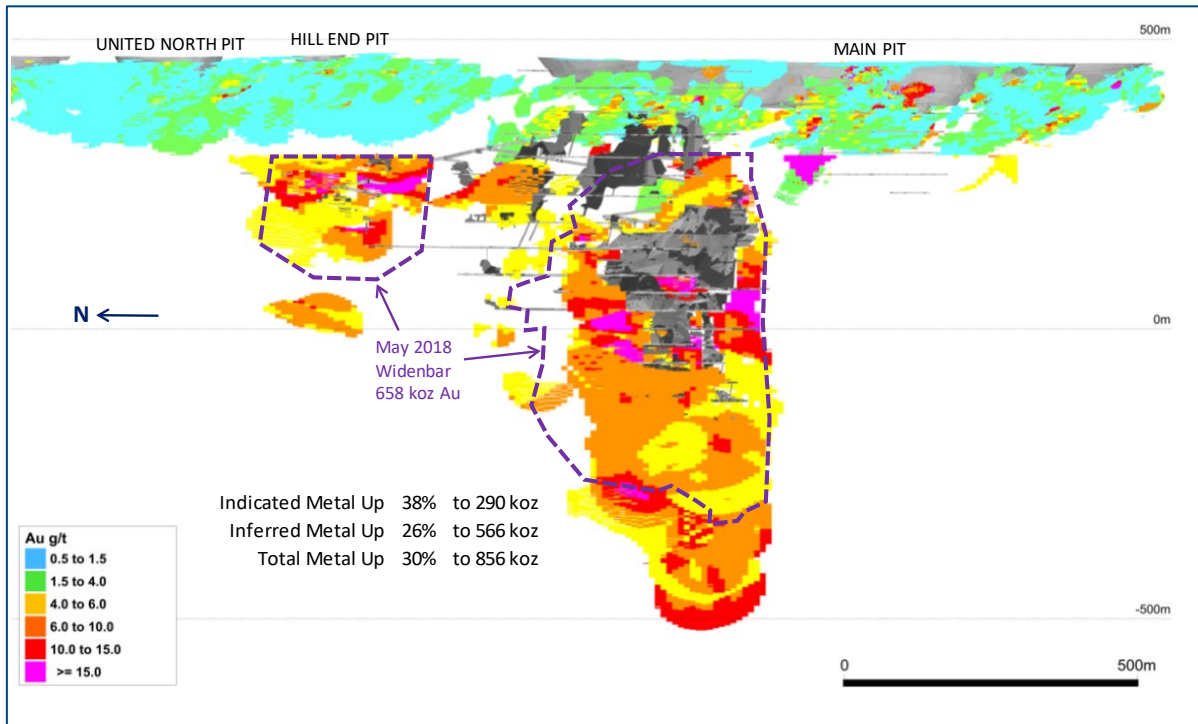 UNITED NORTH PIT
HILL END PIT
MAIN PIT
500m
N
0m
May 2018
Widenbar
658 koz Au
Indicated Metal Up 38% to 290 koz
Inferred Metal Up 26% to 566 koz
Total Metal Up 30% to 856 koz
Au g/t
0.5 to 1.5
1.5 to 4.0
4.0 to 6.0
6.0 to 10.0
10.0 to 15.0
>= 15.0
-500m
0 500m